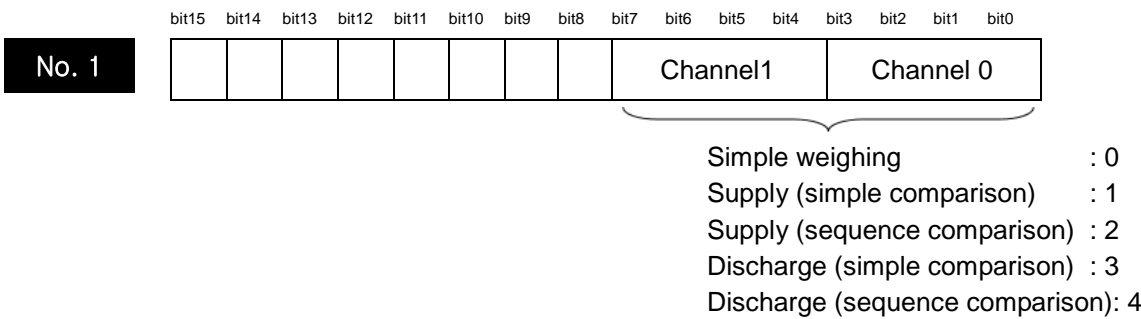 bit15 bit14 bit13 bit12 bit11 bit10 bit9 bit8 bit7 bit6 bit5 bit4 bit3 bit2 bit1 bit0
No. 1 Channel1 Channel 0
Simple weighing : 0
Supply (simple comparison) : 1
Supply (sequence comparison) : 2
Discharge (simple comparison) : 3
Discharge (sequence comparison): 4